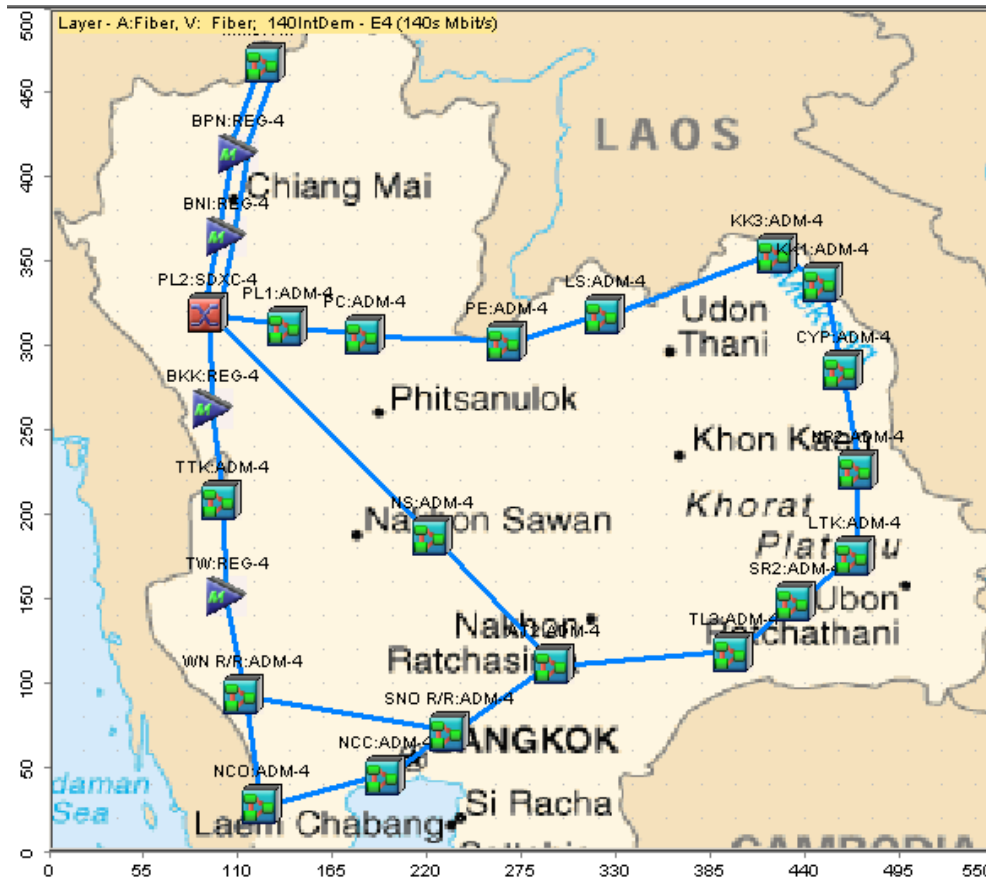 Layer - A:Fiber, V: Fiber; 140IntDem - E4 (140s Mbit/s)
500
450
400
350
300
250
200
150
100
50
0
BPN:REG-4
LAOS
Chiang Mai
BNI:REG-4
KK3:ADM-4
KK1:ADM-4
PL2:SDXC-4
PL1:ADM-4
PC:ADM-4
PE:ADM-4
LS:ADM-4
Udon
Thani
CYP:ADM-4
BKK:REG-4
Phitsanulok
Khon Kaen
NR2:ADM-4
TTK:ADM-4
NS:ADM-4
Nakhon Sawan
Khorat
Plateau
LTK:ADM-4
TW:REG-4
SR2:ADM-4
Ubon
Ratchathani
TL3:ADM-4
Nakhon
Ratchasima
WN R/R:ADM-4
SNO R/R:ADM-4
NCC:ADM-4
BANGKOK
NCO:ADM-4
daman
Sea
Laem Chabang
Si Racha
CAMBODIA
0 55 110 165 220 275 330 385 440 495 550